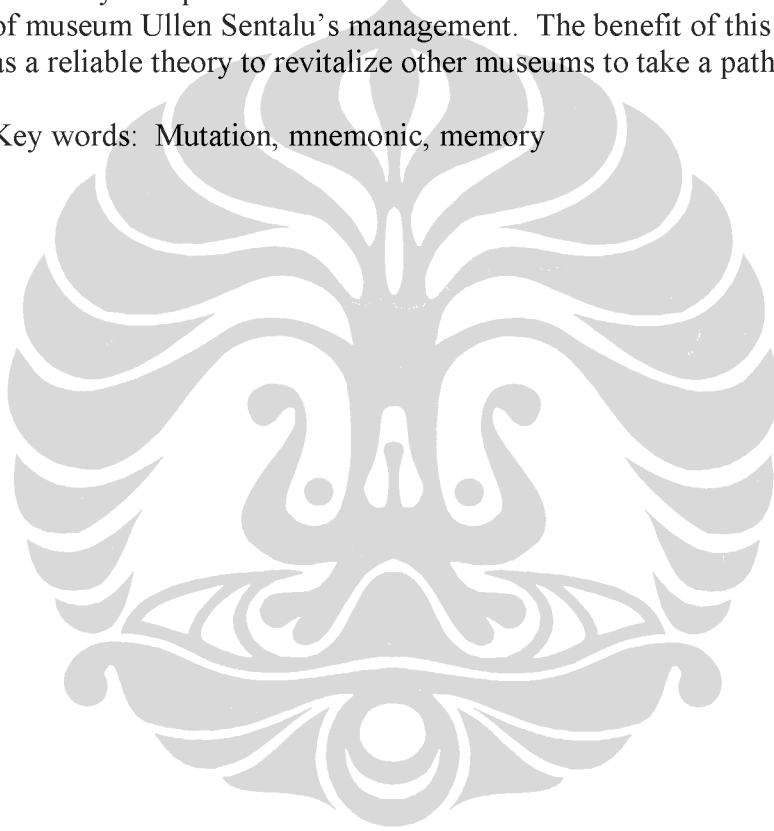 of museum Ullen Sentalu’s management. The benefit of this
as a reliable theory to revitalize other museums to take a path
Key words: Mutation, mnemonic, memory